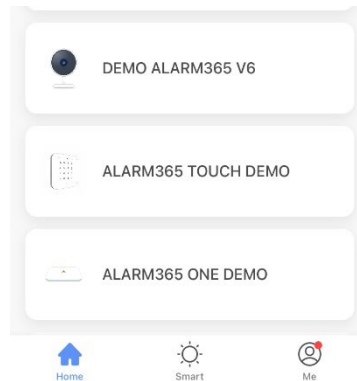 DEMO ALARM365 V6
ALARM365 TOUCH DEMO
ALARM365 ONE DEMO
Home
Smart
Me